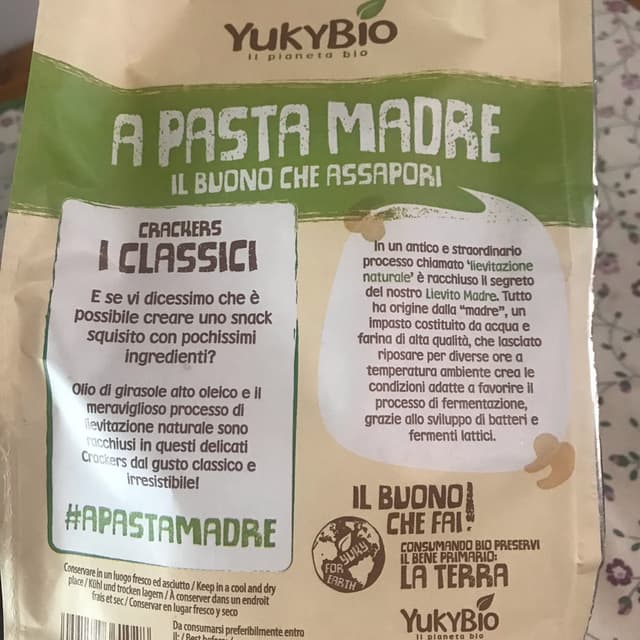 YUKYBIO
il pianeta bio
A PASTA MADRE
IL BUONO CHE ASSAPORI
CRACKERS
I CLASSICI
E se vi dicessimo che è
possibile creare uno snack
squisito con pochissimi
ingredienti?
Olio di girasole alto oleico e il
meraviglioso processo di
lievitazione naturale sono
racchiusi in questi delicati
Crackers dal gusto classico e
irresistibile!
#APASTAMADRE
In un antico e straordinario
processo chiamato 'lievitazione
naturale' è racchiuso il segreto
del nostro Lievito Madre. Tutto
ha origine dalla "madre", un
impasto costituito da acqua e
farina di alta qualità, che lasciato
riposare per diverse ore a
temperatura ambiente crea le
condizioni adatte a favorire il
processo di fermentazione,
grazie allo sviluppo di batteri e
fermenti lattici.
IL BUONO
CHE FAI!
YUKY
FOR
EARTH
CONSUMANDO BIO PRESERVI
IL BENE PRIMARIO:
LA TERRA
YUKYBIO
il pianeta bio
Conservare in un luogo fresco ed asciutto / Keep in a cool and dry
place / Kühl und trocken lagern / À conserver dans un endroit
frais et sec / Conservar en lugar fresco y seco
Da consumarsi preferibilmente entro
il: / Best before: /